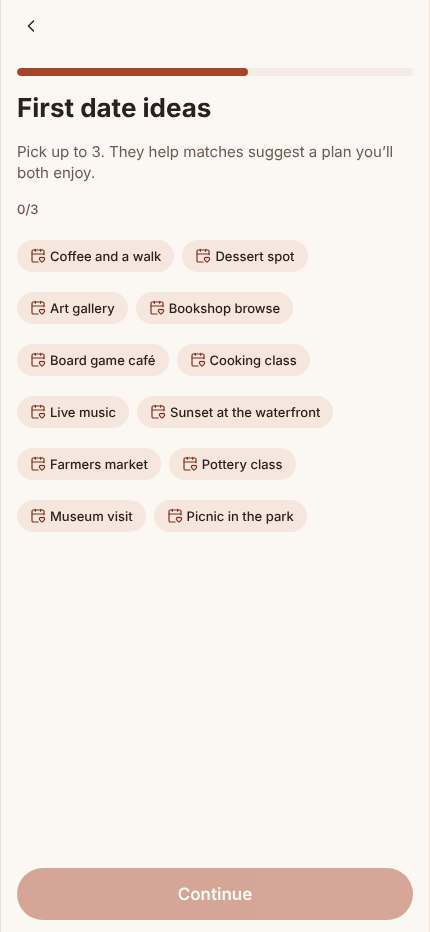 First date ideas
Pick up to 3. They help matches suggest a plan you’ll
both enjoy.
0/3
Coffee and a walk
Dessert spot
Art gallery
Bookshop browse
Board game café
Cooking class
Live music
Sunset at the waterfront
Farmers market
Pottery class
Museum visit
Picnic in the park
Continue